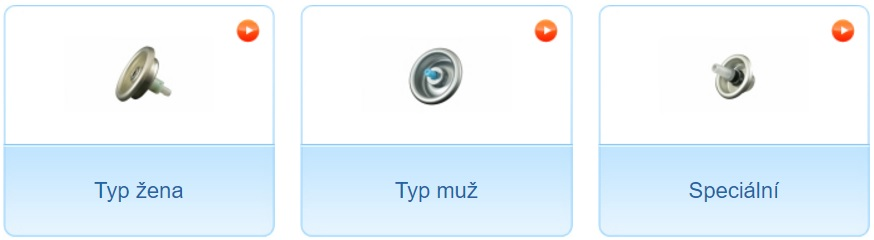 Typ žena
Typ muž
Speciální